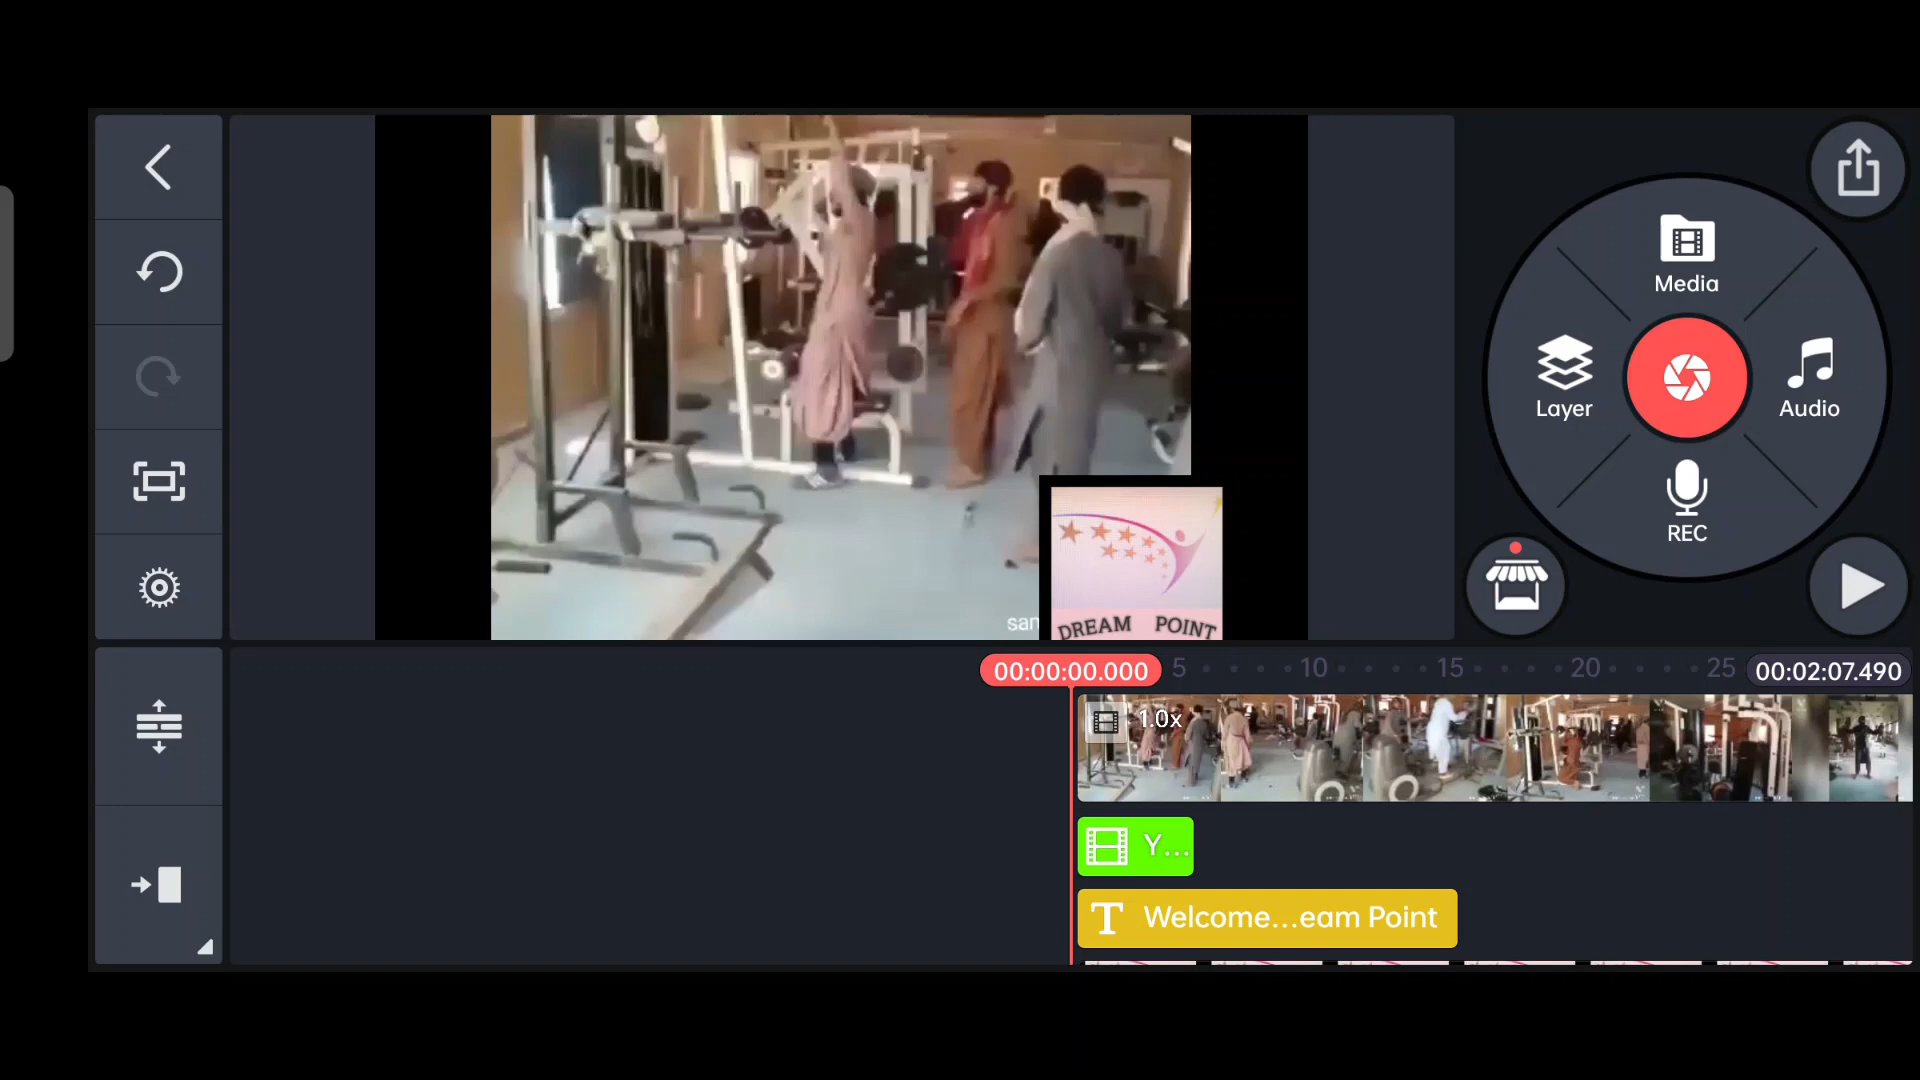 Media
Layer
Audio
REC
san
DREAM POINT
00:00:00.000
5
10
15
20
25
00:02:07.490
1.0x
Y...
T Welcome...eam Point